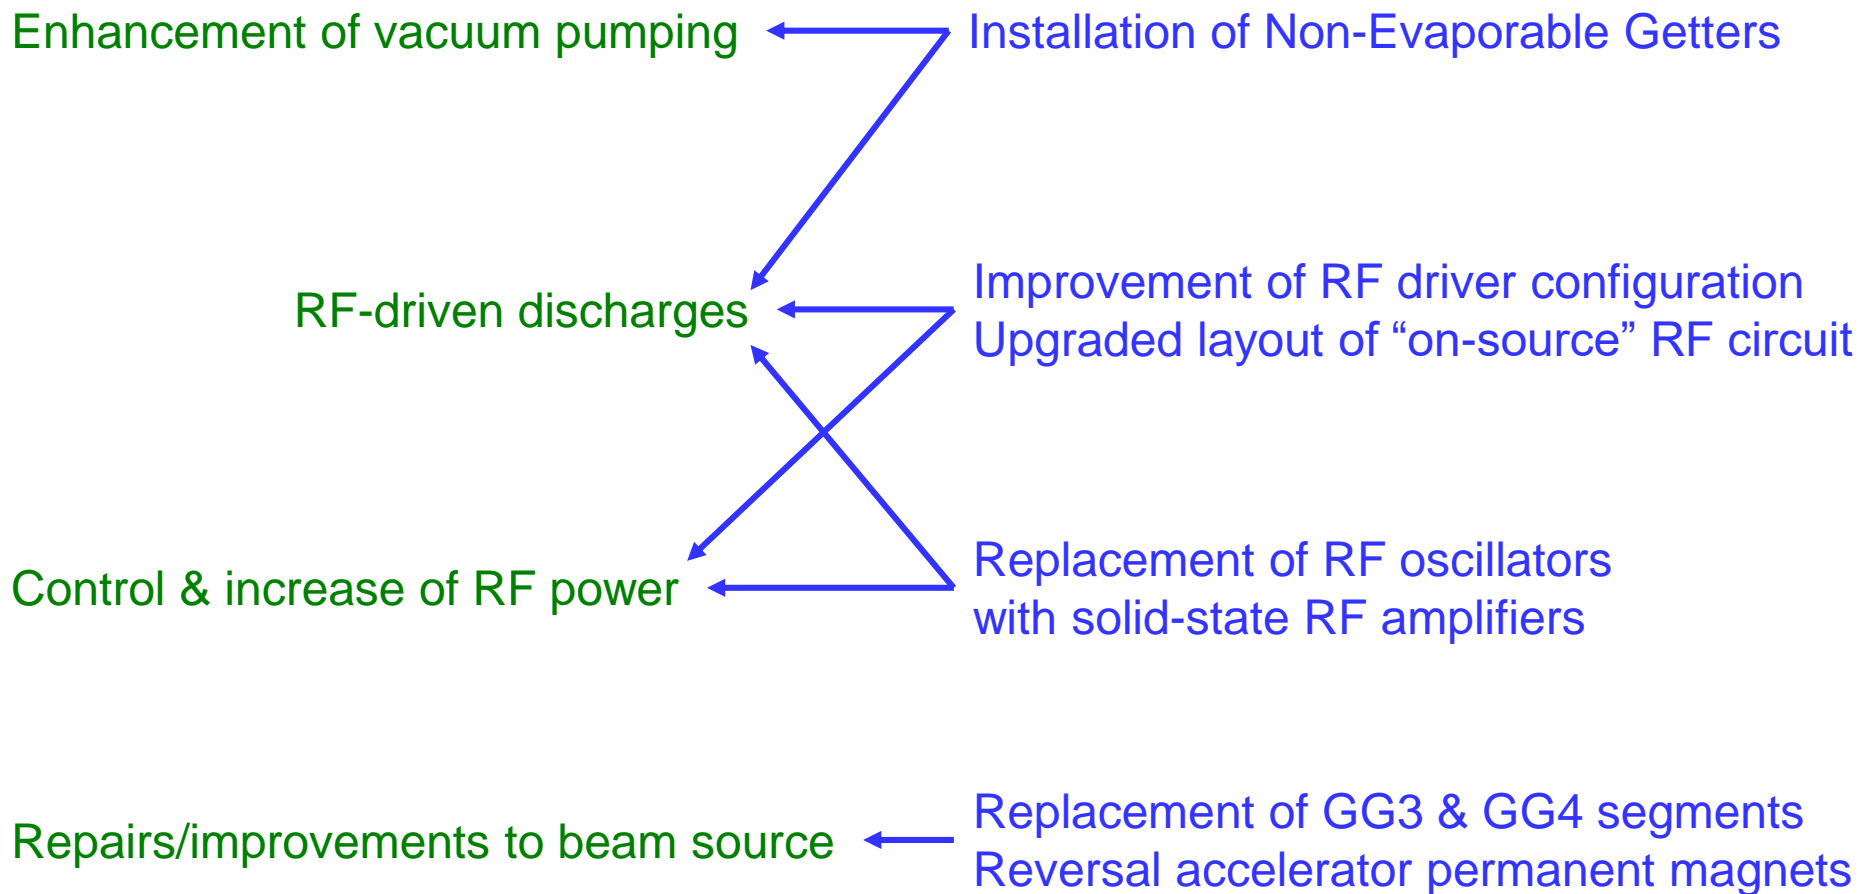 Enhancement of vacuum pumping
Installation of Non-Evaporable Getters
RF-driven discharges
Improvement of RF driver configuration
Upgraded layout of “on-source” RF circuit
Control & increase of RF power
Replacement of RF oscillators
with solid-state RF amplifiers
Repairs/improvements to beam source
Replacement of GG3 & GG4 segments
Reversal accelerator permanent magnets